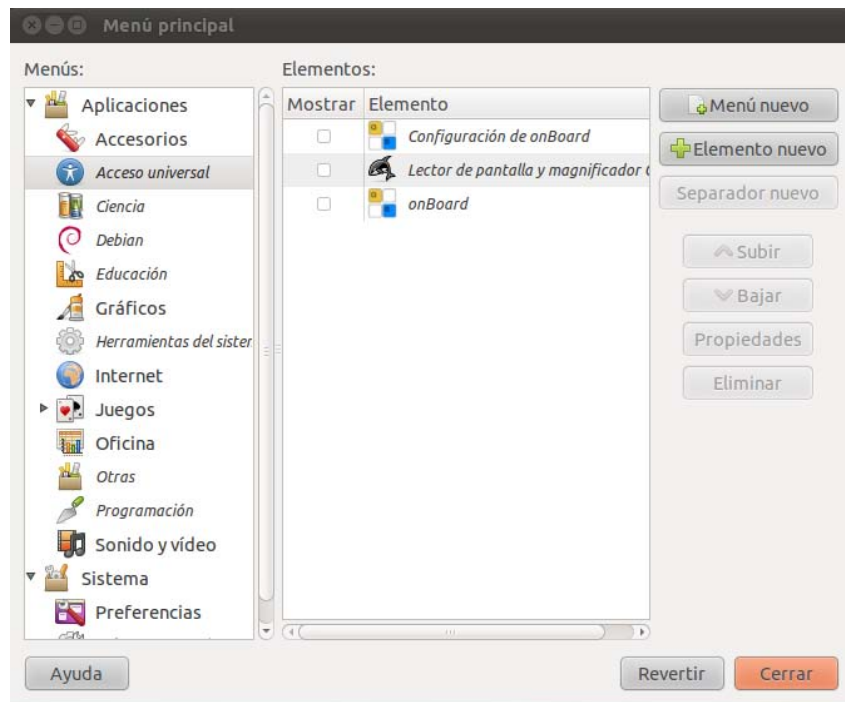 Menú principal
Menús:
Elementos:
Aplicaciones
Accesorios
Acceso universal
Ciencia
Debian
Educación
Gráficos
Herramientas del sister
Internet
Juegos
Oficina
Otras
Programación
Sonido y vídeo
Sistema
Preferencias
Mostrar Elemento
Configuración de onBoard
Lector de pantalla y magnificador
onBoard
Menú nuevo
Elemento nuevo
Separador nuevo
Subir
Bajar
Propiedades
Eliminar
Ayuda
Revertir
Cerrar